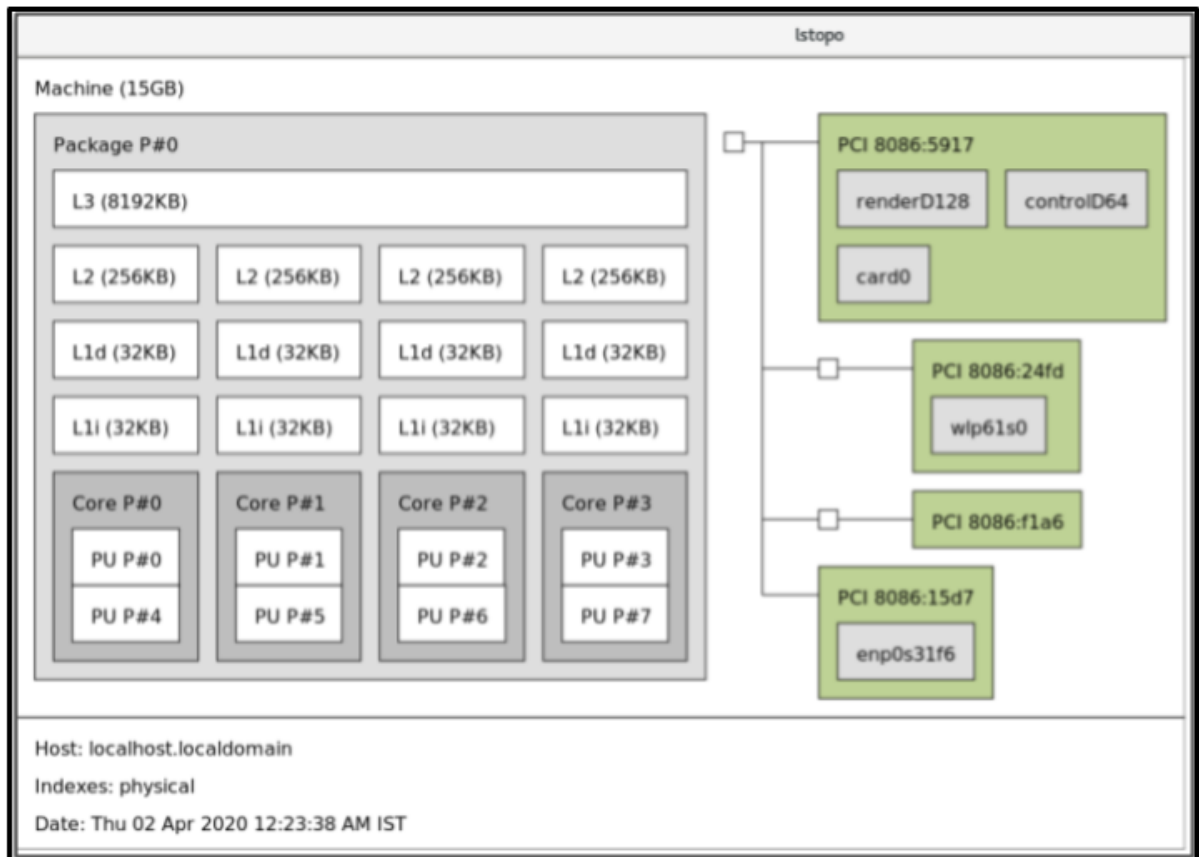 lstopo
Machine (15GB)
Package P#0
L3 (8192KB)
L2 (256KB) L2 (256KB) L2 (256KB) L2 (256KB)
L1d (32KB) L1d (32KB) L1d (32KB) L1d (32KB)
L1i (32KB) L1i (32KB) L1i (32KB) L1i (32KB)
Core P#0 Core P#1 Core P#2 Core P#3
PU P#0 PU P#1 PU P#2 PU P#3
PU P#4 PU P#5 PU P#6 PU P#7
PCI 8086:5917
renderD128 controlD64
card0
PCI 8086:24fd
wlp61s0
PCI 8086:f1a6
PCI 8086:15d7
enp0s31f6
Host: localhost.localdomain
Indexes: physical
Date: Thu 02 Apr 2020 12:23:38 AM IST